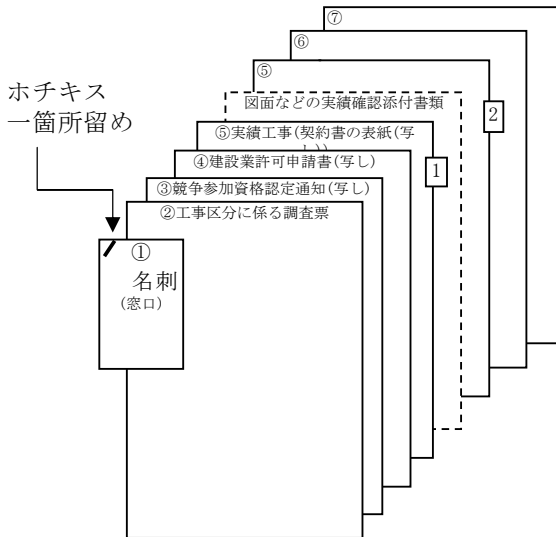 ⑦
⑥
⑤
ホチキス
一箇所留め
図面などの実績確認添付書類
2
⑤実績工事(契約書の表紙(写
し))
④建設業許可申請書(写し)
1
③競争参加資格認定通知(写し)
②工事区分に係る調査票
①
名刺
(窓口)